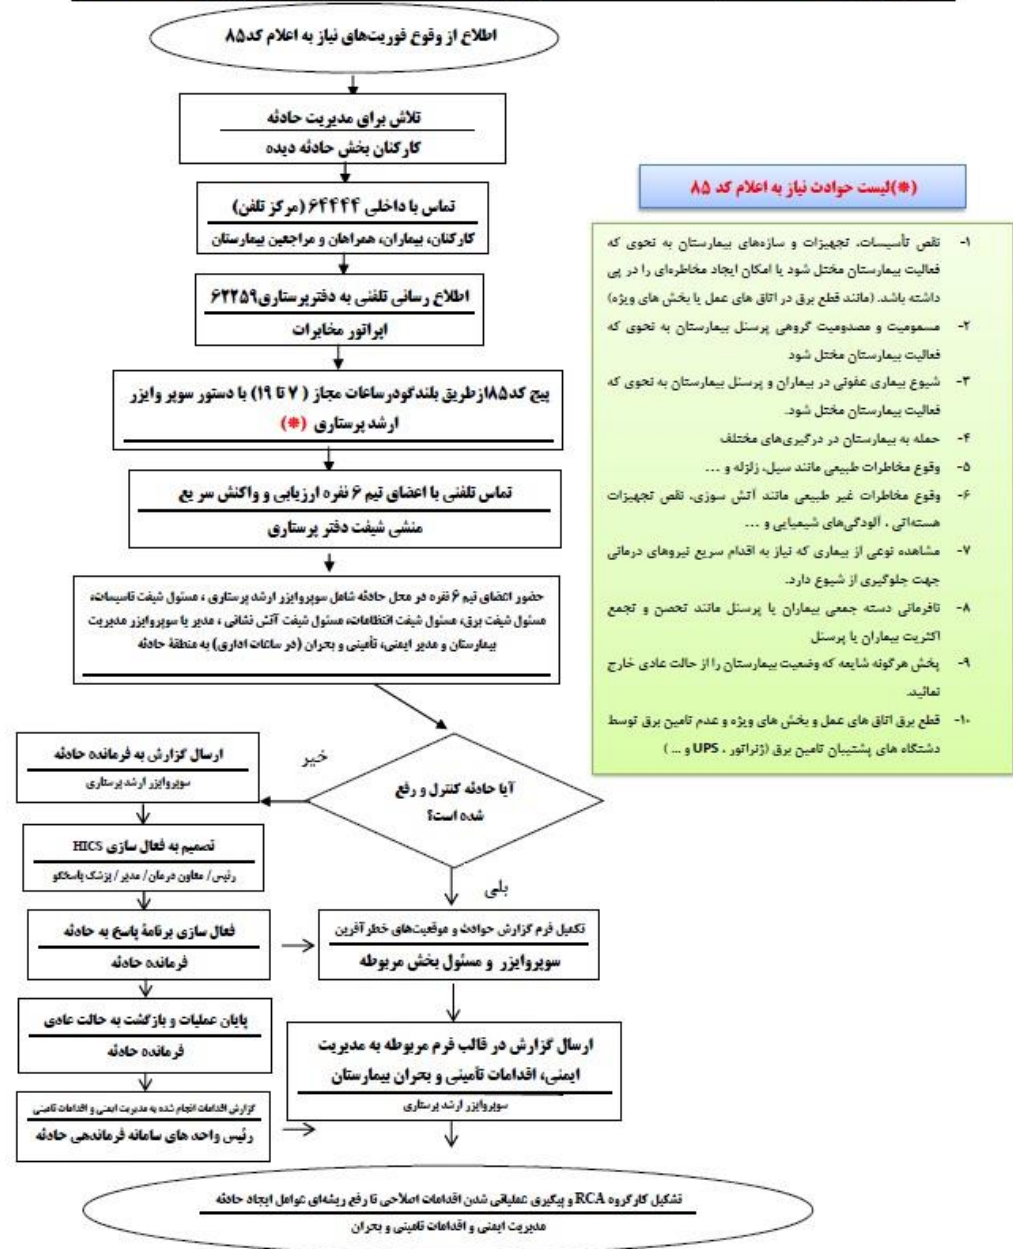 اطلاع از وقوع فوریت‌های نیاز به اعلام کد۸۵
تلاش برای مدیریت حادثه
کارکنان بخش حادثه دیده
تماس با داخلی ۶۴۴۴۴ (مرکز تلفن)
کارکنان، بیماران، همراهان و مراجعین بیمارستان
اطلاع رسانی تلفنی به دفترپرستاری۶۲۲۵۹
اپراتور مخابرات
پیج کد۸۵ازطریق بلندگودرساعات مجاز ( ۷ تا ۱۹) با دستور سوپر وایزر
ارشد پرستاری (*)
تماس تلفنی با اعضای تیم ۶ نفره ارزیابی و واکنش سریع
منشی شیفت دفتر پرستاری
حضور اعضای تیم ۶ نفره در محل حادثه شامل سوپروایزر ارشد پرستاری ، مسئول شیفت تاسیسات،
مسئول شیفت برق، مسئول شیفت انتظامات، مسئول شیفت آتش نشانی ، مدیر یا سوپروایزر مدیریت
بیمارستان و مدیر ایمنی، تأمینی و بحران (در ساعات اداری) به منطقهٔ حادثه
آیا حادثه کنترل و رفع
شده است؟
خیر
بلی
ارسال گزارش به فرمانده حادثه
سوپروایزر ارشد پرستاری
تصمیم به فعال سازی HICS
رئیس/ معاون درمان/ مدیر/ پزشک پاسخگو
فعال سازی برنامهٔ پاسخ به حادثه
فرمانده حادثه
پایان عملیات و بازگشت به حالت عادی
فرمانده حادثه
گزارش اقدامات انجام شده به مدیریت ایمنی و اقدامات تامینی
رئیس واحد های سامانه فرماندهی حادثه
تکمیل فرم گزارش حوادث و موقعیت‌های خطر آفرین
سوپروایزر و مسئول بخش مربوطه
ارسال گزارش در قالب فرم مربوطه به مدیریت
ایمنی، اقدامات تأمینی و بحران بیمارستان
سوپروایزر ارشد پرستاری
تشکیل کارگروه RCA و پیگیری عملیاتی شدن اقدامات اصلاحی تا رفع ریشه‌ای عوامل ایجاد حادثه
مدیریت ایمنی و اقدامات تامینی و بحران
(*)لیست حوادث نیاز به اعلام کد ۸۵
۱- نقص تأسیسات، تجهیزات و سازه‌های بیمارستان به نحوی که
فعالیت بیمارستان مختل شود یا امکان ایجاد مخاطره‌ای را در پی
داشته باشد. (مانند قطع برق در اتاق های عمل یا بخش های ویژه)
۲- مسمومیت و مصدومیت گروهی پرسنل بیمارستان به نحوی که
فعالیت بیمارستان مختل شود
۳- شیوع بیماری عفونی در بیماران و پرسنل بیمارستان به نحوی که
فعالیت بیمارستان مختل شود.
۴- حمله به بیمارستان در درگیری‌های مختلف
۵- وقوع مخاطرات طبیعی مانند سیل، زلزله و ...
۶- وقوع مخاطرات غیر طبیعی مانند آتش سوزی، نقص تجهیزات
هسته‌ائی ، آلودگی‌های شیمیایی و ...
۷- مشاهده نوعی از بیماری که نیاز به اقدام سریع نیروهای درمانی
جهت جلوگیری از شیوع دارد.
۸- نافرمانی دسته جمعی بیماران یا پرسنل مانند تحصن و تجمع
اکثریت بیماران یا پرسنل
۹- پخش هرگونه شایعه که وضعیت بیمارستان را از حالت عادی خارج
نمائید.
۱۰- قطع برق اتاق های عمل و بخش های ویژه و عدم تامین برق توسط
دستگاه های پشتیبان تامین برق (ژنراتور ، UPS و ... )